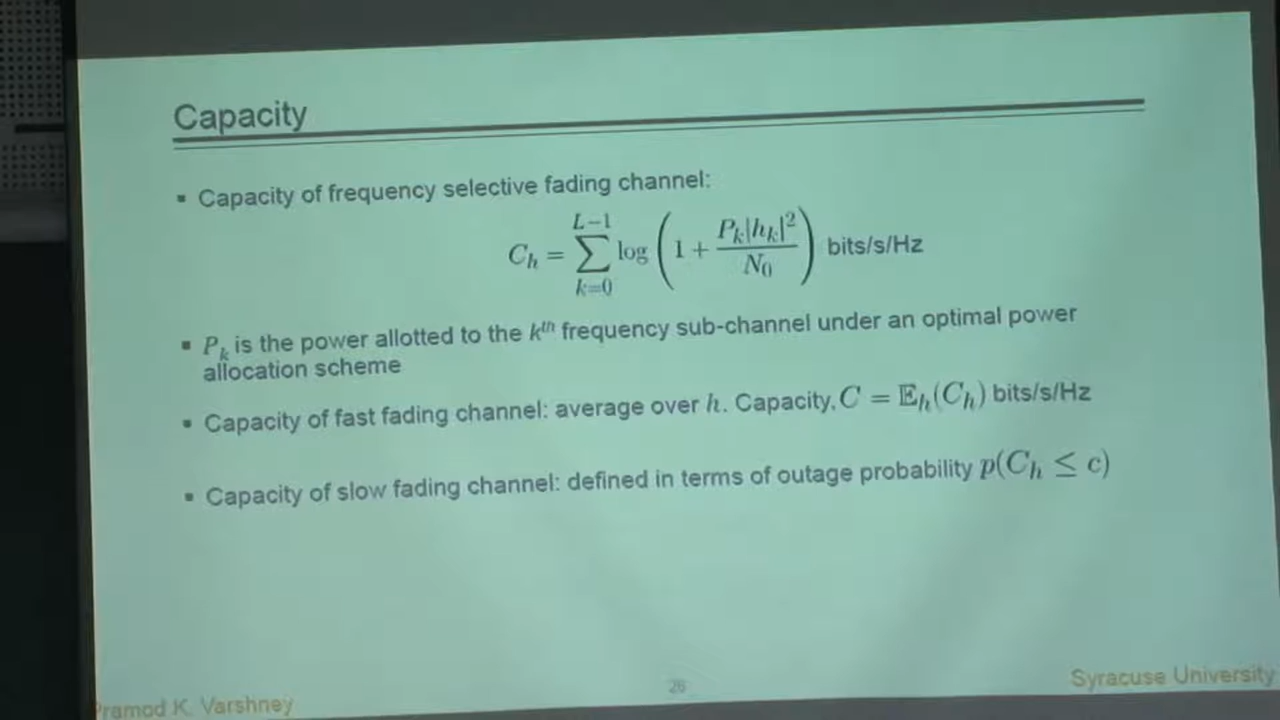 Capacity
▪ Capacity of frequency selective fading channel:
C_h = \sum_{k=0}^{L-1} \log \left( 1 + \frac{P_k|h_k|^2}{N_0} \right) bits/s/Hz
▪ P_k is the power allotted to the k^{th} frequency sub-channel under an optimal power
allocation scheme
▪ Capacity of fast fading channel: average over h. Capacity, C = 𝔼_h(C_h) bits/s/Hz
▪ Capacity of slow fading channel: defined in terms of outage probability p(C_h ≤ c)
Pramod K. Varshney
26
Syracuse University